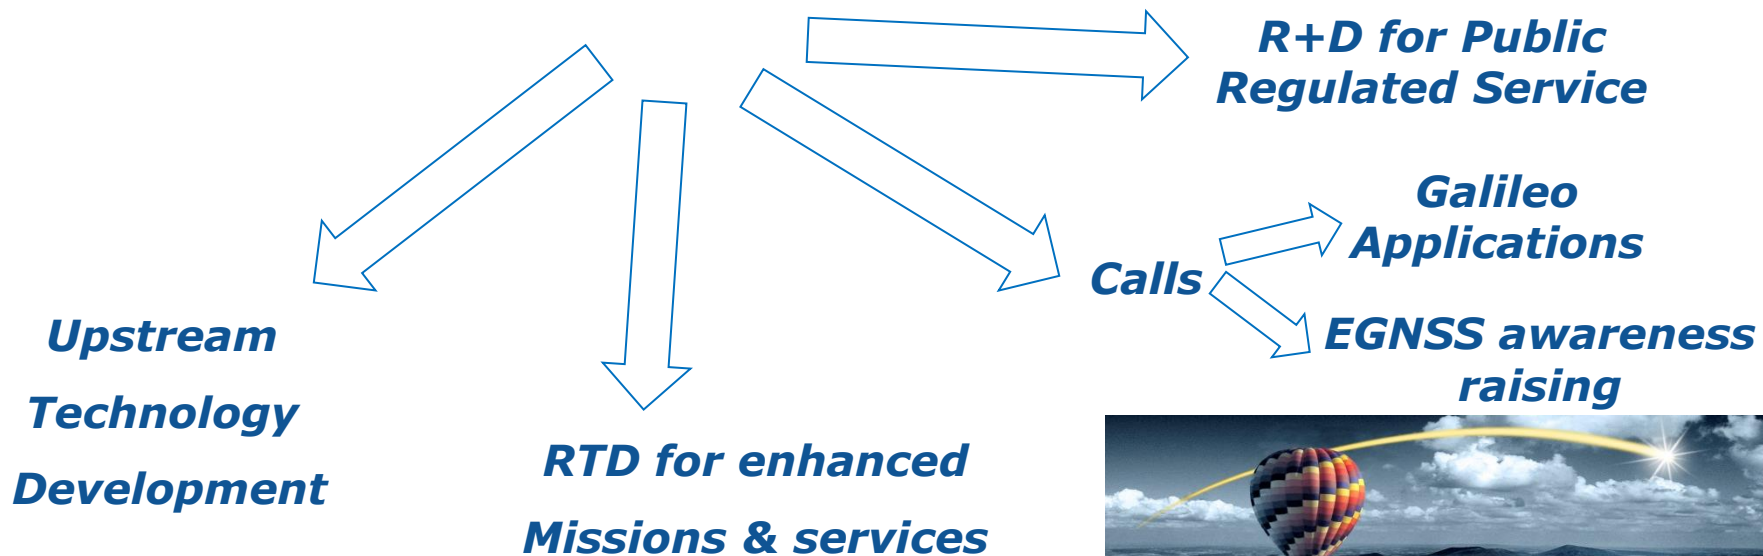 R+D for Public
Regulated Service
Galileo
Applications
Calls
EGNSS awareness
raising
Upstream
Technology
Development
RTD for enhanced
Missions & services